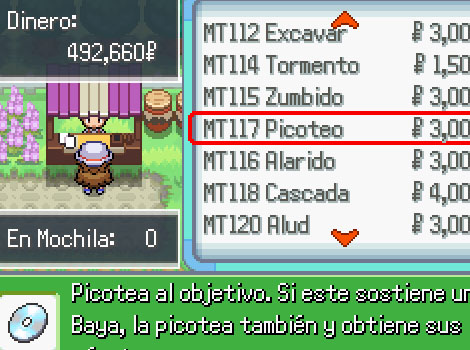 Dinero:
492,660₽
MT112 Excavar ₽ 3,00
MT114 Tormento ₽ 1,50
MT115 Zumbido ₽ 3,00
MT117 Picoteo ₽ 3,00
MT116 Alarido ₽ 3,00
MT118 Cascada ₽ 4,00
MT120 Alud ₽ 3,00
En Mochila: 0
Picotea al objetivo. Si este sostiene un
Baya, la picotea también y obtiene sus